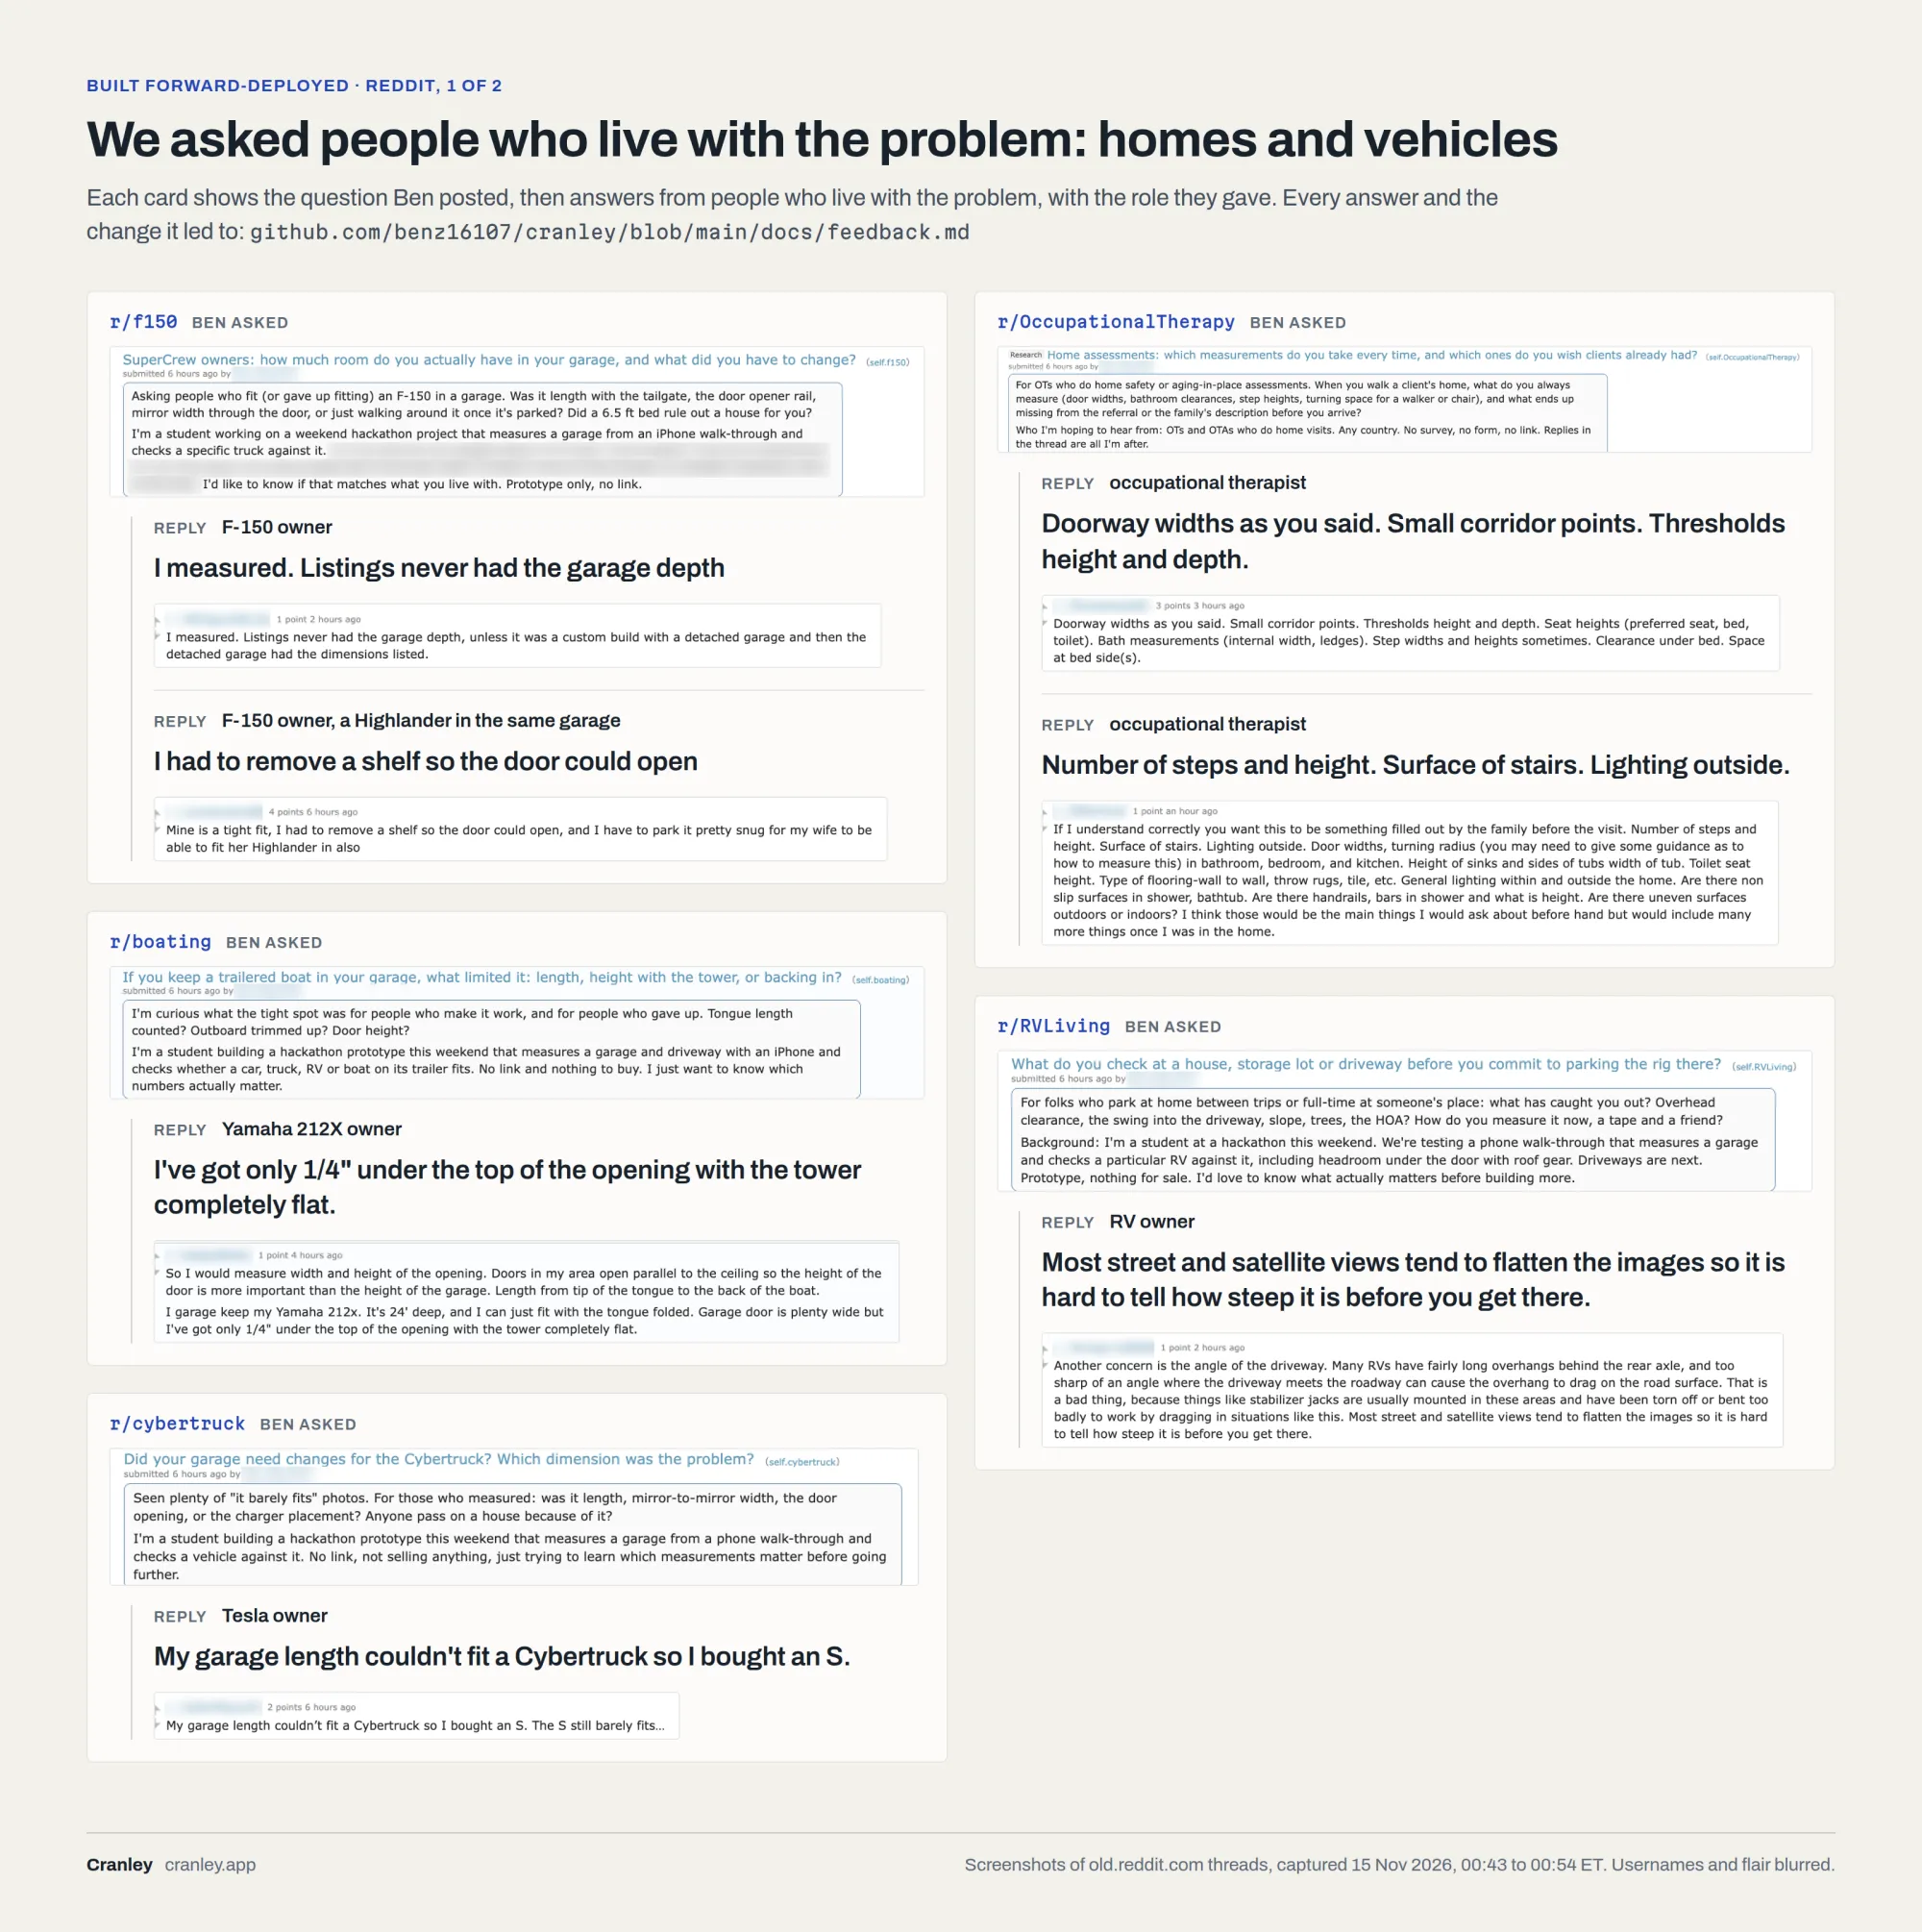 BUILT FORWARD-DEPLOYED · REDDIT, 1 OF 2
We asked people who live with the problem: homes and vehicles
Each card shows the question Ben posted, then answers from people who live with the problem, with the role they gave. Every answer and the
change it led to: github.com/benz16107/cranley/blob/main/docs/feedback.md
r/f150 BEN ASKED
SuperCrew owners: how much room do you actually have in your garage, and what did you have to change? (self.f150)
submitted 6 hours ago by
Asking people who fit (or gave up fitting) an F-150 in a garage. Was it length with the tailgate, the door opener rail,
mirror width through the door, or just walking around it once it's parked? Did a 6.5 ft bed rule out a house for you?
I'm a student working on a weekend hackathon project that measures a garage from an iPhone walk-through and
checks a specific truck against it.
I'd like to know if that matches what you live with. Prototype only, no link.
REPLY F-150 owner
I measured. Listings never had the garage depth
1 point 2 hours ago
I measured. Listings never had the garage depth, unless it was a custom build with a detached garage and then the
detached garage had the dimensions listed.
REPLY F-150 owner, a Highlander in the same garage
I had to remove a shelf so the door could open
4 points 6 hours ago
Mine is a tight fit, I had to remove a shelf so the door could open, and I have to park it pretty snug for my wife to be
able to fit her Highlander in also
r/boating BEN ASKED
If you keep a trailered boat in your garage, what limited it: length, height with the tower, or backing in? (self.boating)
submitted 6 hours ago by
I'm curious what the tight spot was for people who make it work, and for people who gave up. Tongue length
counted? Outboard trimmed up? Door height?
I'm a student building a hackathon prototype this weekend that measures a garage and driveway with an iPhone and
checks whether a car, truck, RV or boat on its trailer fits. No link and nothing to buy. I just want to know which
numbers actually matter.
REPLY Yamaha 212X owner
I've got only 1/4" under the top of the opening with the tower
completely flat.
1 point 4 hours ago
So I would measure width and height of the opening. Doors in my area open parallel to the ceiling so the height of the
door is more important than the height of the garage. Length from tip of the tongue to the back of the boat.
I garage keep my Yamaha 212x. It's 24' deep, and I can just fit with the tongue folded. Garage door is plenty wide but
I've got only 1/4" under the top of the opening with the tower completely flat.
r/cybertruck BEN ASKED
Did your garage need changes for the Cybertruck? Which dimension was the problem? (self.cybertruck)
submitted 6 hours ago by
Seen plenty of "it barely fits" photos. For those who measured: was it length, mirror-to-mirror width, the door
opening, or the charger placement? Anyone pass on a house because of it?
I'm a student building a hackathon prototype this weekend that measures a garage from a phone walk-through and
checks a vehicle against it. No link, not selling anything, just trying to learn which measurements matter before going
further.
REPLY Tesla owner
My garage length couldn't fit a Cybertruck so I bought an S.
2 points 6 hours ago
My garage length couldn't fit a Cybertruck so I bought an S. The S still barely fits...
r/OccupationalTherapy BEN ASKED
Research Home assessments: which measurements do you take every time, and which ones do you wish clients already had? (self.OccupationalTherapy)
submitted 6 hours ago by
For OTs who do home safety or aging-in-place assessments. When you walk a client's home, what do you always
measure (door widths, bathroom clearances, step heights, turning space for a walker or chair), and what ends up
missing from the referral or the family's description before you arrive?
Who I'm hoping to hear from: OTs and OTAs who do home visits. Any country. No survey, no form, no link. Replies in
the thread are all I'm after.
REPLY occupational therapist
Doorway widths as you said. Small corridor points. Thresholds
height and depth.
3 points 3 hours ago
Doorway widths as you said. Small corridor points. Thresholds height and depth. Seat heights (preferred seat, bed,
toilet). Bath measurements (internal width, ledges). Step widths and heights sometimes. Clearance under bed. Space
at bed side(s).
REPLY occupational therapist
Number of steps and height. Surface of stairs. Lighting outside.
1 point an hour ago
If I understand correctly you want this to be something filled out by the family before the visit. Number of steps and
height. Surface of stairs. Lighting outside. Door widths, turning radius (you may need to give some guidance as to
how to measure this) in bathroom, bedroom, and kitchen. Height of sinks and sides of tubs width of tub. Toilet seat
height. Type of flooring-wall to wall, throw rugs, tile, etc. General lighting within and outside the home. Are there non
slip surfaces in shower, bathtub. Are there handrails, bars in shower and what is height. Are there uneven surfaces
outdoors or indoors? I think those would be the main things I would ask about before hand but would include many
more things once I was in the home.
r/RVLiving BEN ASKED
What do you check at a house, storage lot or driveway before you commit to parking the rig there? (self.RVLiving)
submitted 6 hours ago by
For folks who park at home between trips or full-time at someone's place: what has caught you out? Overhead
clearance, the swing into the driveway, slope, trees, the HOA? How do you measure it now, a tape and a friend?
Background: I'm a student at a hackathon this weekend. We're testing a phone walk-through that measures a garage
and checks a particular RV against it, including headroom under the door with roof gear. Driveways are next.
Prototype, nothing for sale. I'd love to know what actually matters before building more.
REPLY RV owner
Most street and satellite views tend to flatten the images so it is
hard to tell how steep it is before you get there.
1 point 2 hours ago
Another concern is the angle of the driveway. Many RVs have fairly long overhangs behind the rear axle, and too
sharp of an angle where the driveway meets the roadway can cause the overhang to drag on the road surface. That is
a bad thing, because things like stabilizer jacks are usually mounted in these areas and have been torn off or bent too
badly to work by dragging in situations like this. Most street and satellite views tend to flatten the images so it is hard
to tell how steep it is before you get there.
Cranley cranley.app
Screenshots of old.reddit.com threads, captured 15 Nov 2026, 00:43 to 00:54 ET. Usernames and flair blurred.